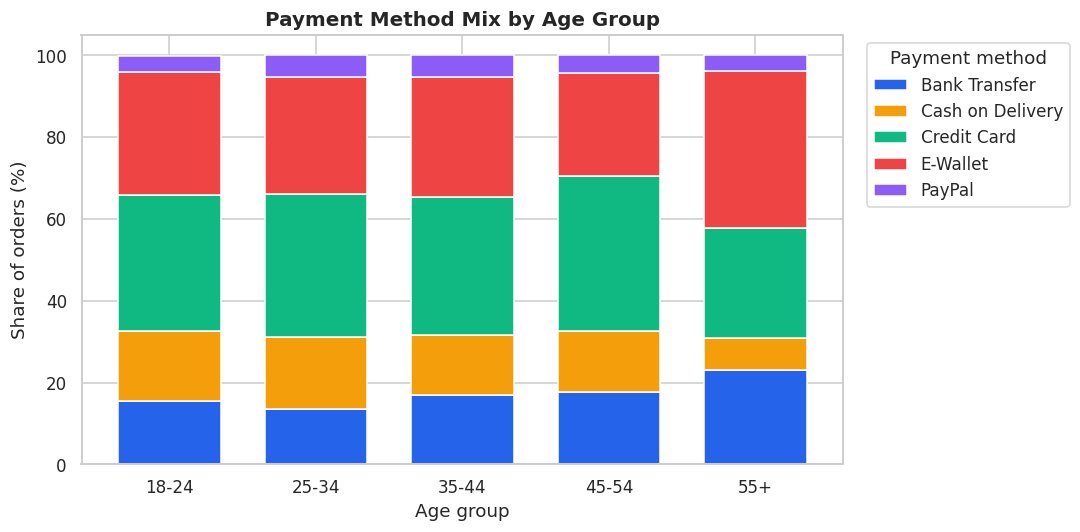 Payment Method Mix by Age Group
Share of orders (%)
100
80
60
40
20
0
18-24
25-34
35-44
45-54
55+
Age group
Payment method
Bank Transfer
Cash on Delivery
Credit Card
E-Wallet
PayPal